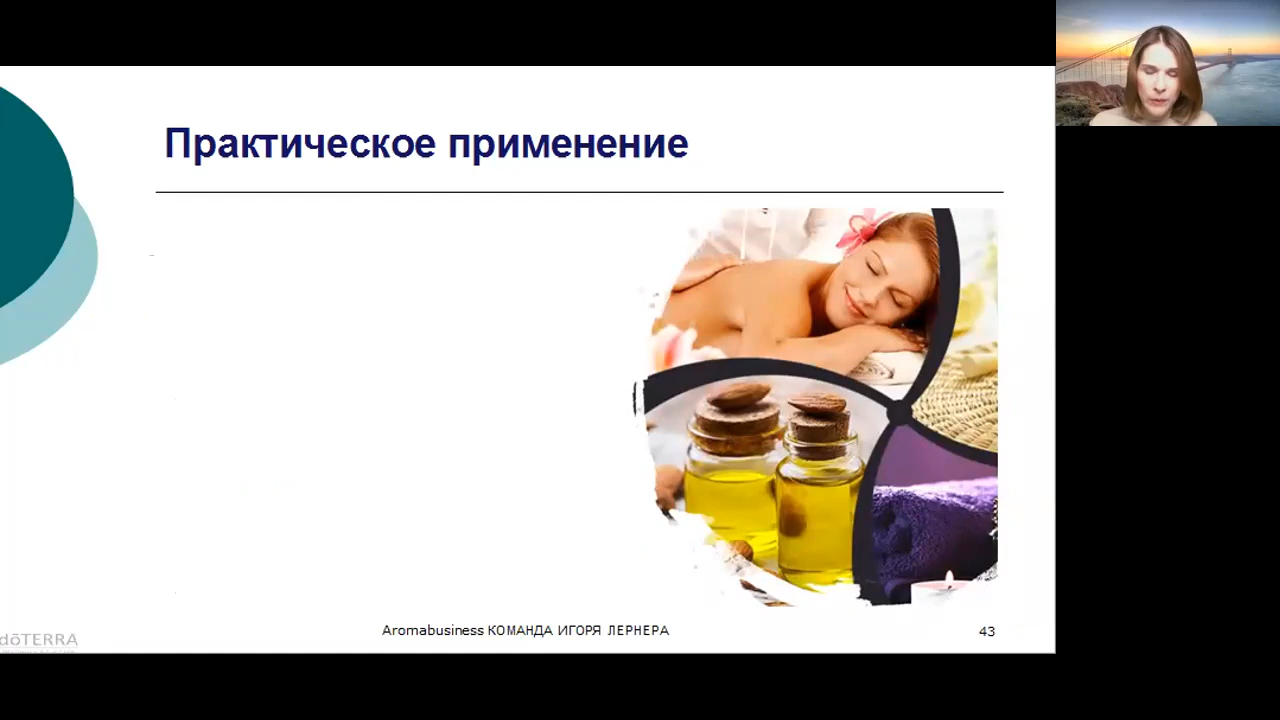 Практическое применение
Aromabusiness КОМАНДА ИГОРЯ ЛЕРНЕРА
43
dōTERRA